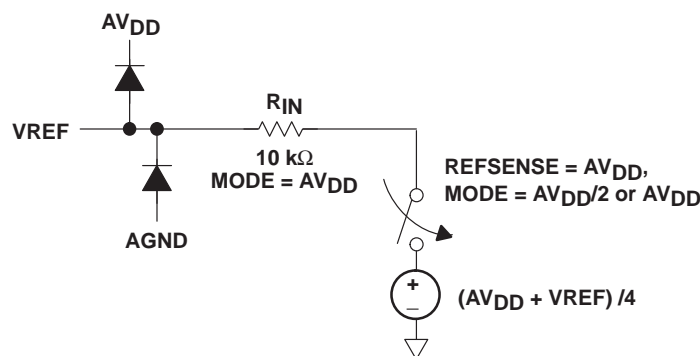 AVDD
RIN
VREF
10 kΩ
MODE = AVDD
REFSENSE = AVDD,
MODE = AVDD/2 or AVDD
AGND
+
–
(AVDD + VREF) /4